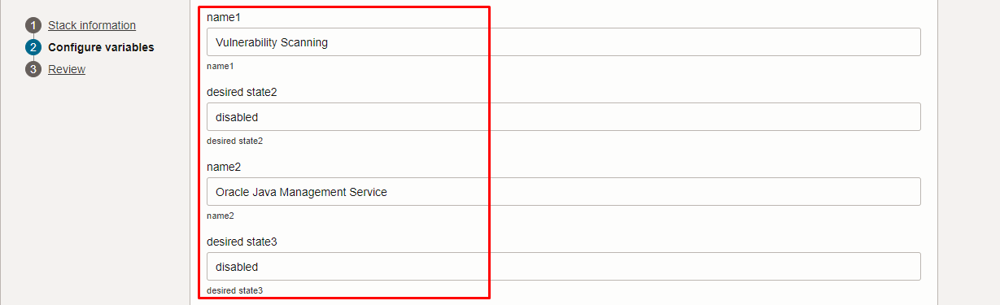 1 Stack information
2 Configure variables
3 Review
name1
Vulnerability Scanning
name1
desired state2
disabled
desired state2
name2
Oracle Java Management Service
name2
desired state3
disabled
desired state3